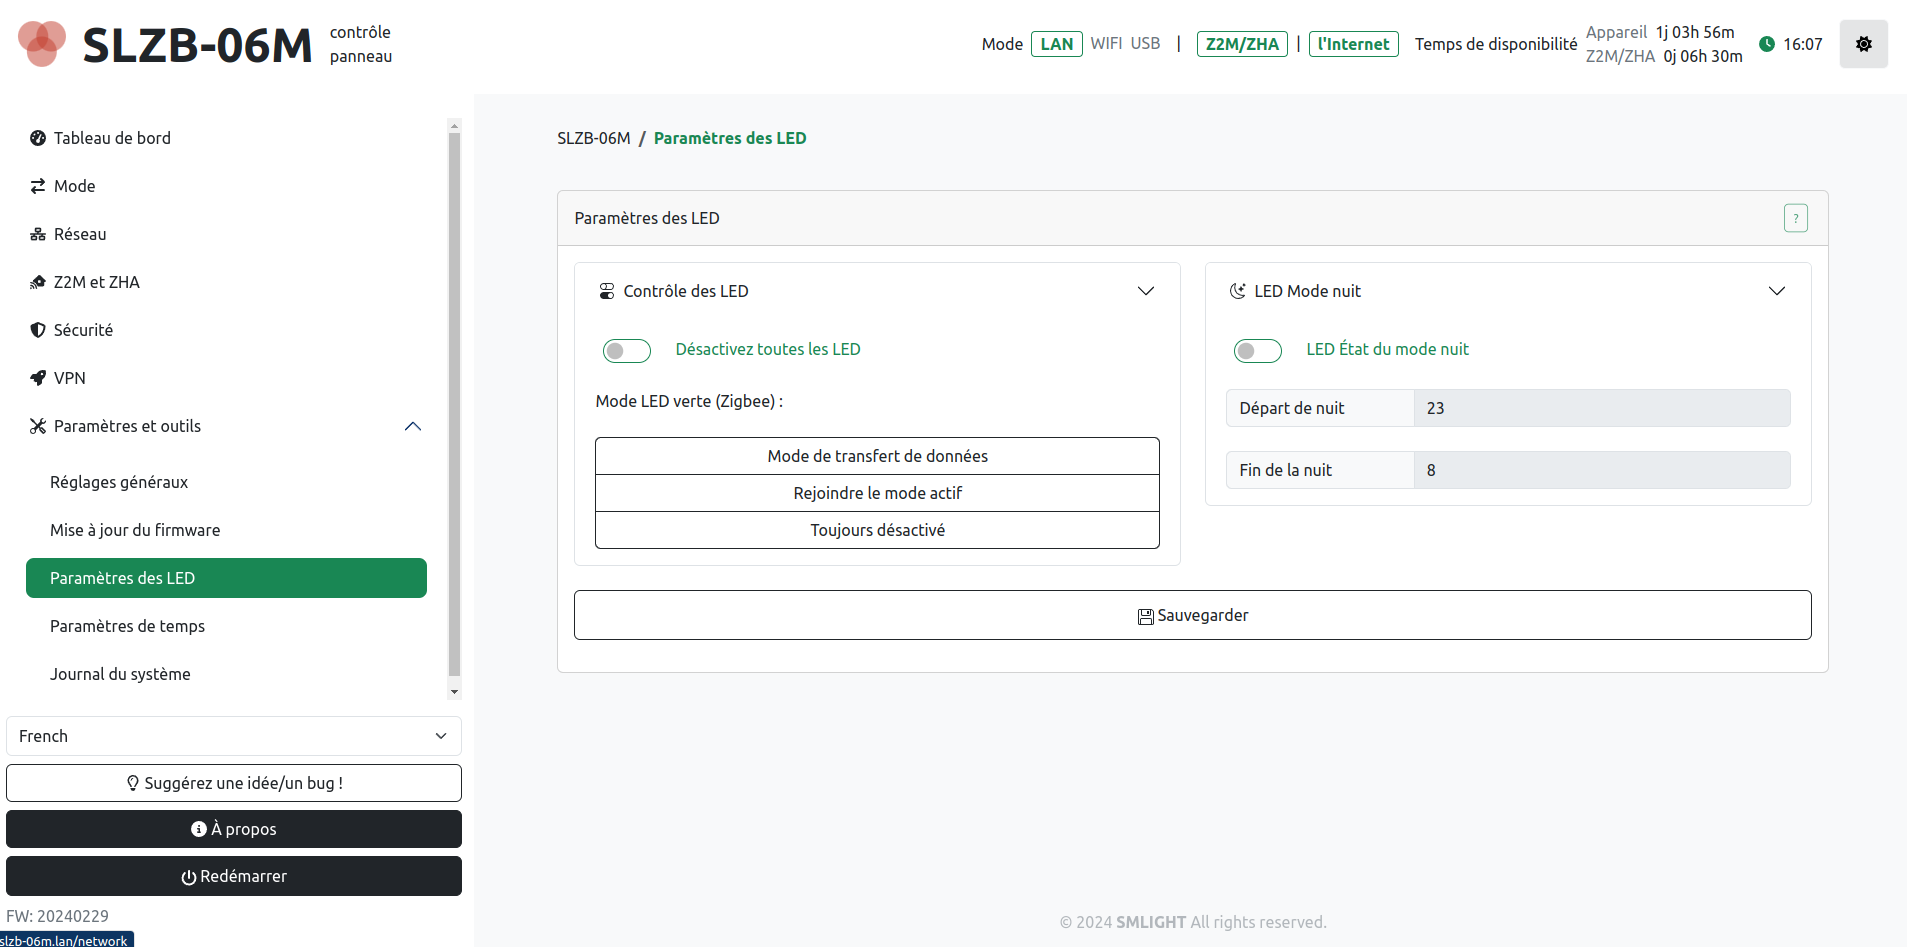 SLZB-06M
contrôle
panneau
Mode LAN WIFI USB | Z2M/ZHA | l'Internet Temps de disponibilité
Appareil 1j 03h 56m
Z2M/ZHA 0j 06h 30m
16:07
Tableau de bord
Mode
Réseau
Z2M et ZHA
Sécurité
VPN
Paramètres et outils
Réglages généraux
Mise à jour du firmware
Paramètres des LED
Paramètres de temps
Journal du système
French
Suggérez une idée/un bug !
À propos
Redémarrer
FW: 20240229
slzb-06m.lan/network
SLZB-06M / Paramètres des LED
Paramètres des LED
?
Contrôle des LED
Désactivez toutes les LED
Mode LED verte (Zigbee) :
Mode de transfert de données
Rejoindre le mode actif
Toujours désactivé
LED Mode nuit
LED État du mode nuit
Départ de nuit 23
Fin de la nuit 8
Sauvegarder
© 2024 SMLIGHT All rights reserved.